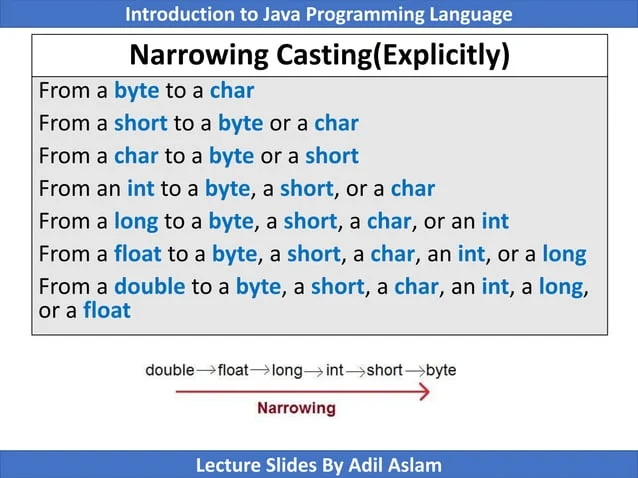 Introduction to Java Programming Language
Narrowing Casting(Explicitly)
From a byte to a char
From a short to a byte or a char
From a char to a byte or a short
From an int to a byte, a short, or a char
From a long to a byte, a short, a char, or an int
From a float to a byte, a short, a char, an int, or a long
From a double to a byte, a short, a char, an int, a long,
or a float
double→float→long→int→short→byte
Narrowing
Lecture Slides By Adil Aslam